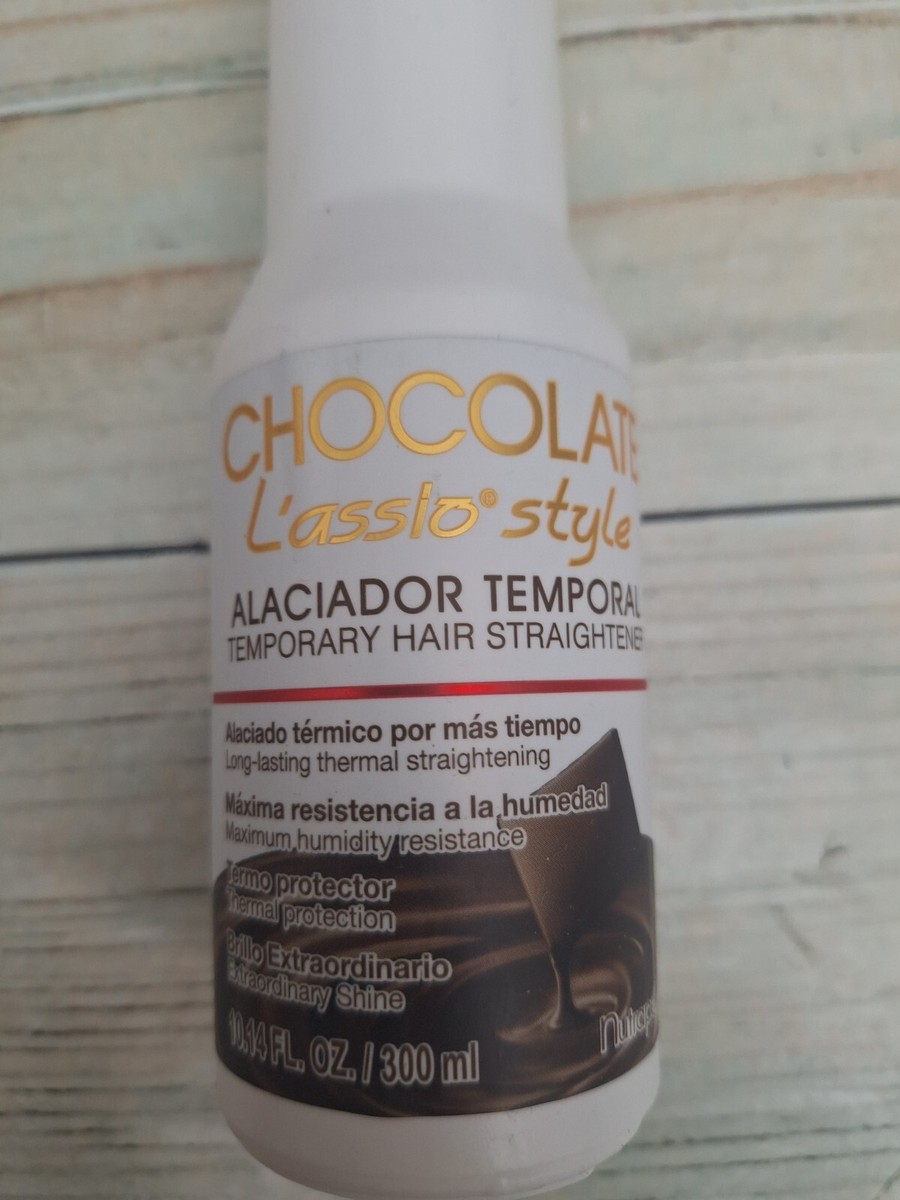 CHOCOLATE
L'assio® style
ALACIADOR TEMPORAL
TEMPORARY HAIR STRAIGHTENER
Alaciado térmico por más tiempo
Long-lasting thermal straightening
Máxima resistencia a la humedad
Maximum humidity resistance
Termo protector
Thermal protection
Brillo Extraordinario
Extraordinary Shine
10.14 FL. OZ. / 300 ml